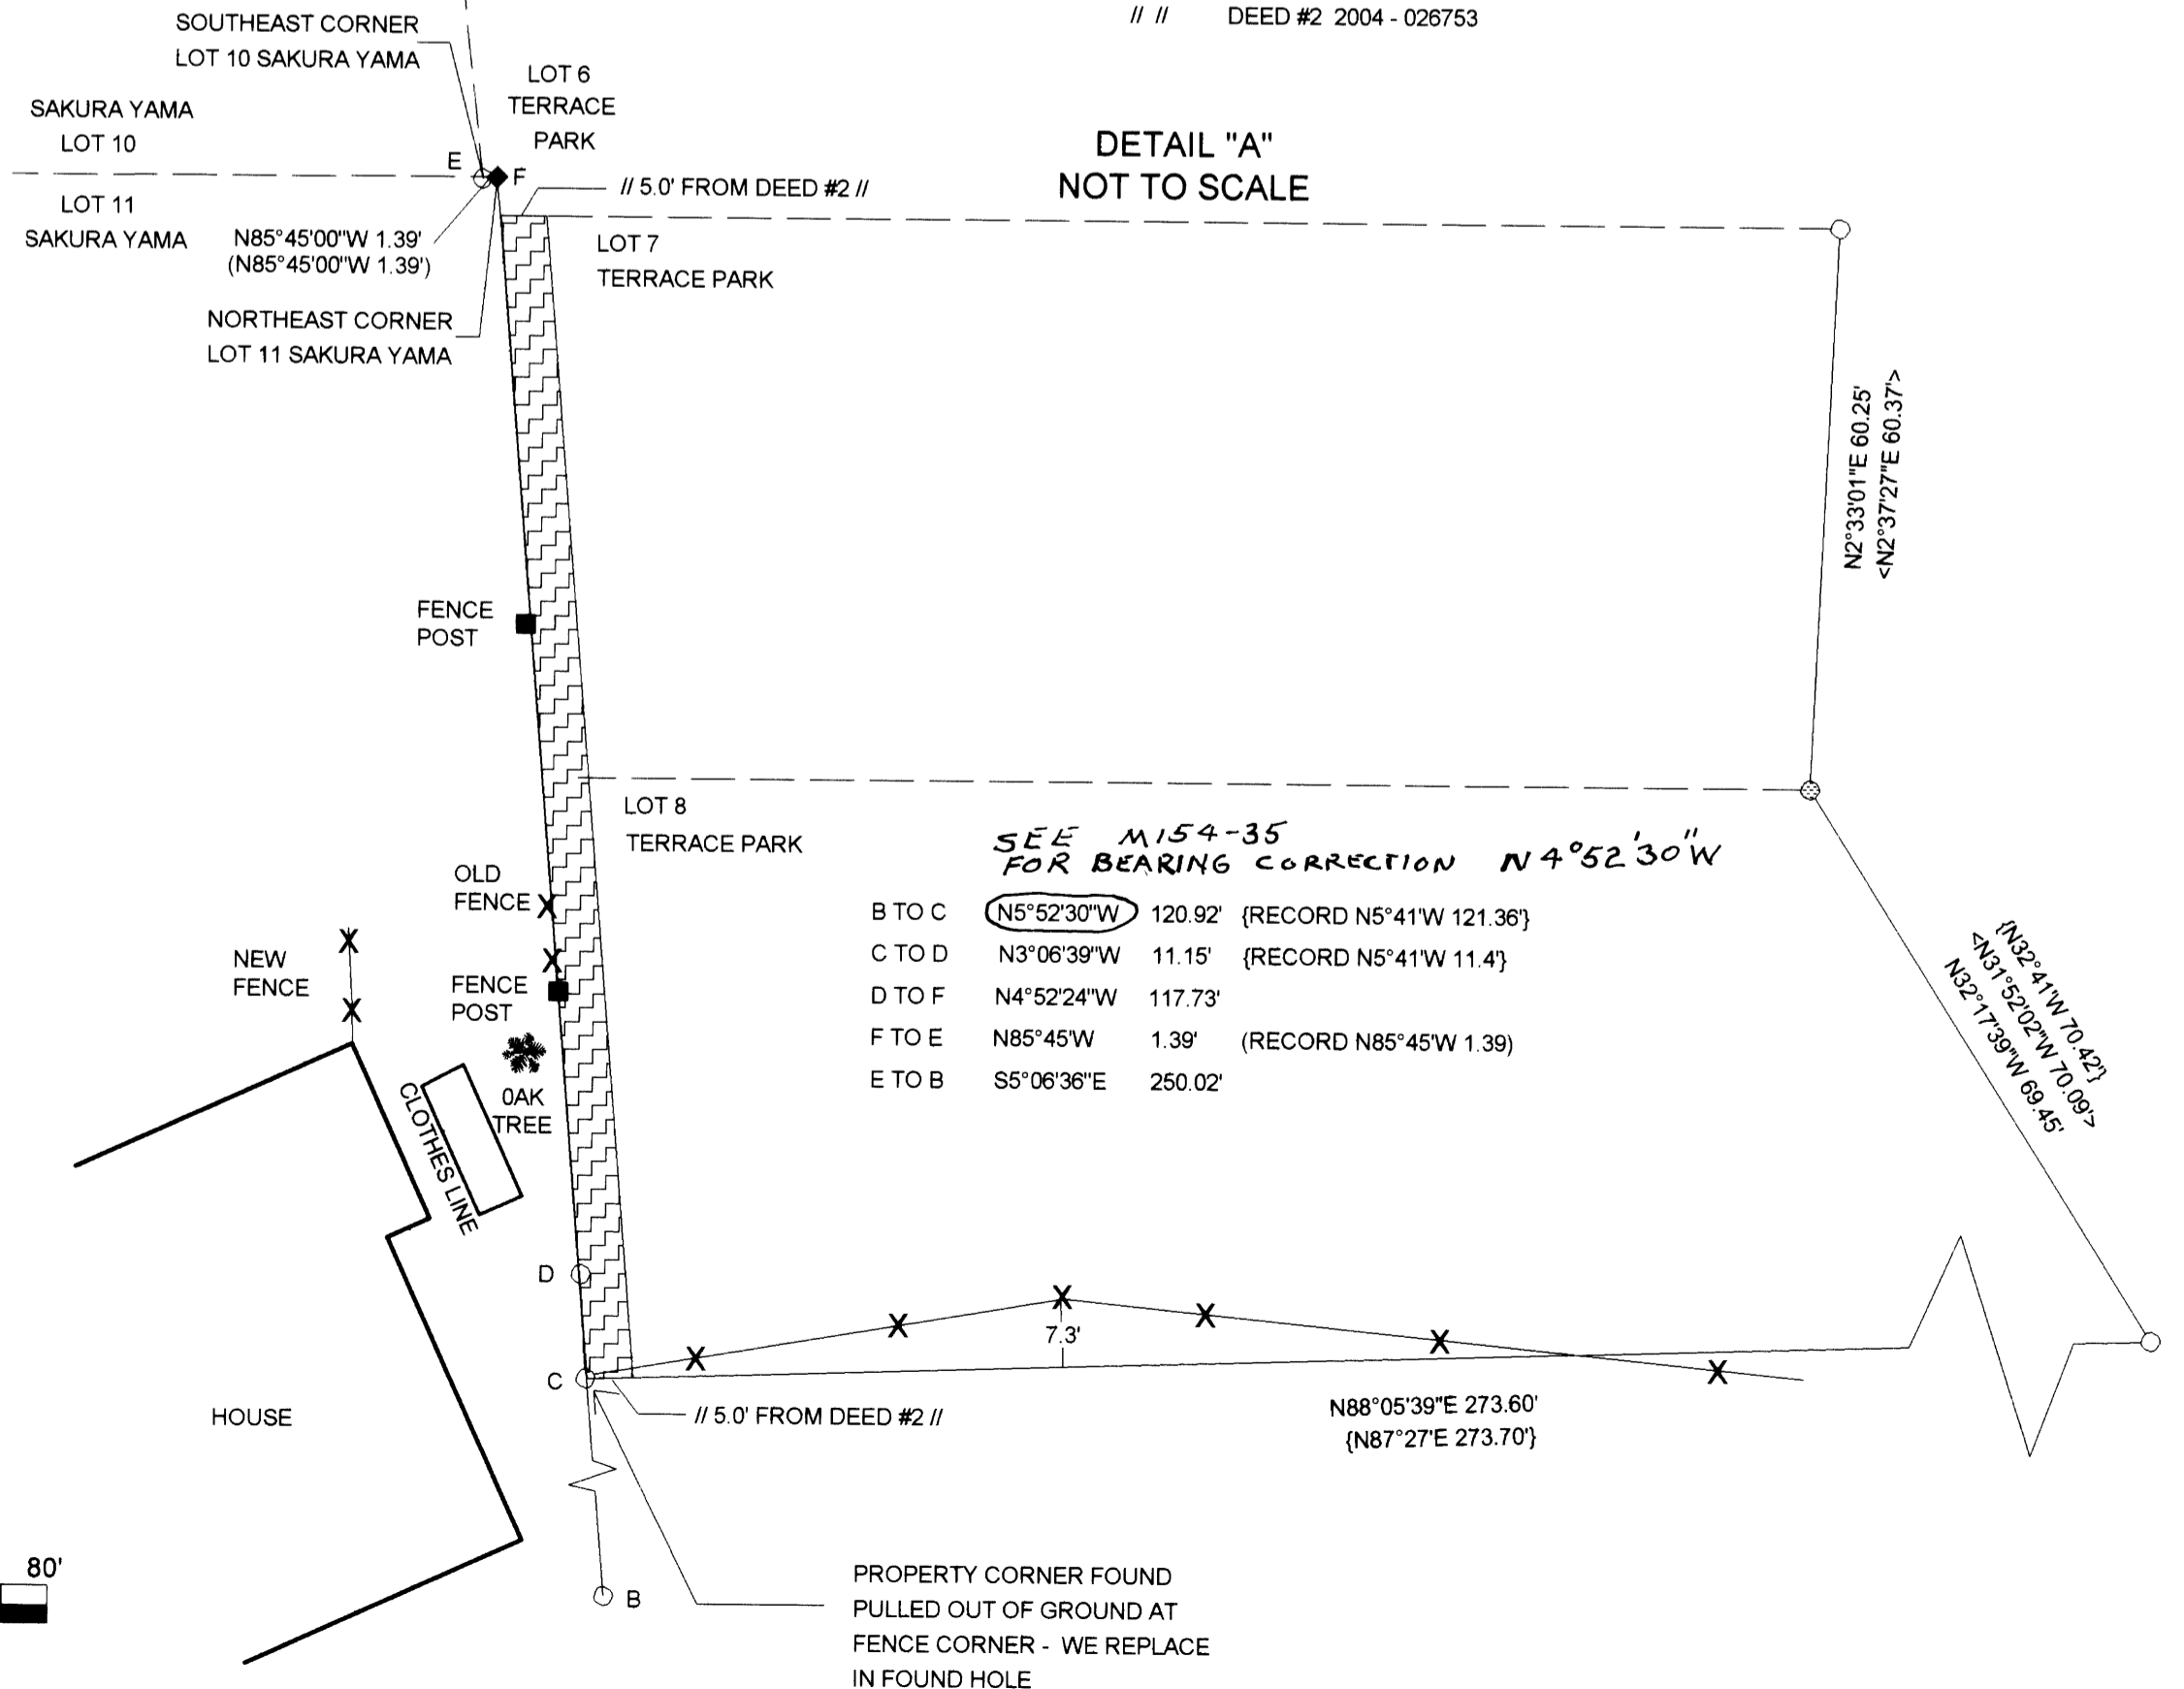 // // DEED #2 2004 - 026753
SOUTHEAST CORNER
LOT 10 SAKURA YAMA
LOT 6
TERRACE
PARK
SAKURA YAMA
LOT 10
DETAIL "A"
NOT TO SCALE
E
F
// 5.0' FROM DEED #2 //
LOT 11
SAKURA YAMA
N85°45'00"W 1.39'
(N85°45'00"W 1.39')
LOT 7
TERRACE PARK
NORTHEAST CORNER
LOT 11 SAKURA YAMA
N2°33'01"E 60.25'
<N2°37'27"E 60.37'>
FENCE
POST
LOT 8
TERRACE PARK
SEE M154-35
FOR BEARING CORRECTION N4°52'30"W
OLD
FENCE
B TO C N5°52'30"W 120.92' {RECORD N5°41'W 121.36'}
C TO D N3°06'39"W 11.15' {RECORD N5°41'W 11.4'}
D TO F N4°52'24"W 117.73'
F TO E N85°45'W 1.39' (RECORD N85°45'W 1.39)
E TO B S5°06'36"E 250.02'
{N32°41'W 70.42'}
<N31°52'02"W 70.09'>
N32°17'39"W 69.45'
NEW
FENCE
FENCE
POST
0AK
TREE
CLOTHES LINE
D
7.3'
C
// 5.0' FROM DEED #2 //
N88°05'39"E 273.60'
{N87°27'E 273.70'}
HOUSE
80'
B
PROPERTY CORNER FOUND
PULLED OUT OF GROUND AT
FENCE CORNER - WE REPLACE
IN FOUND HOLE